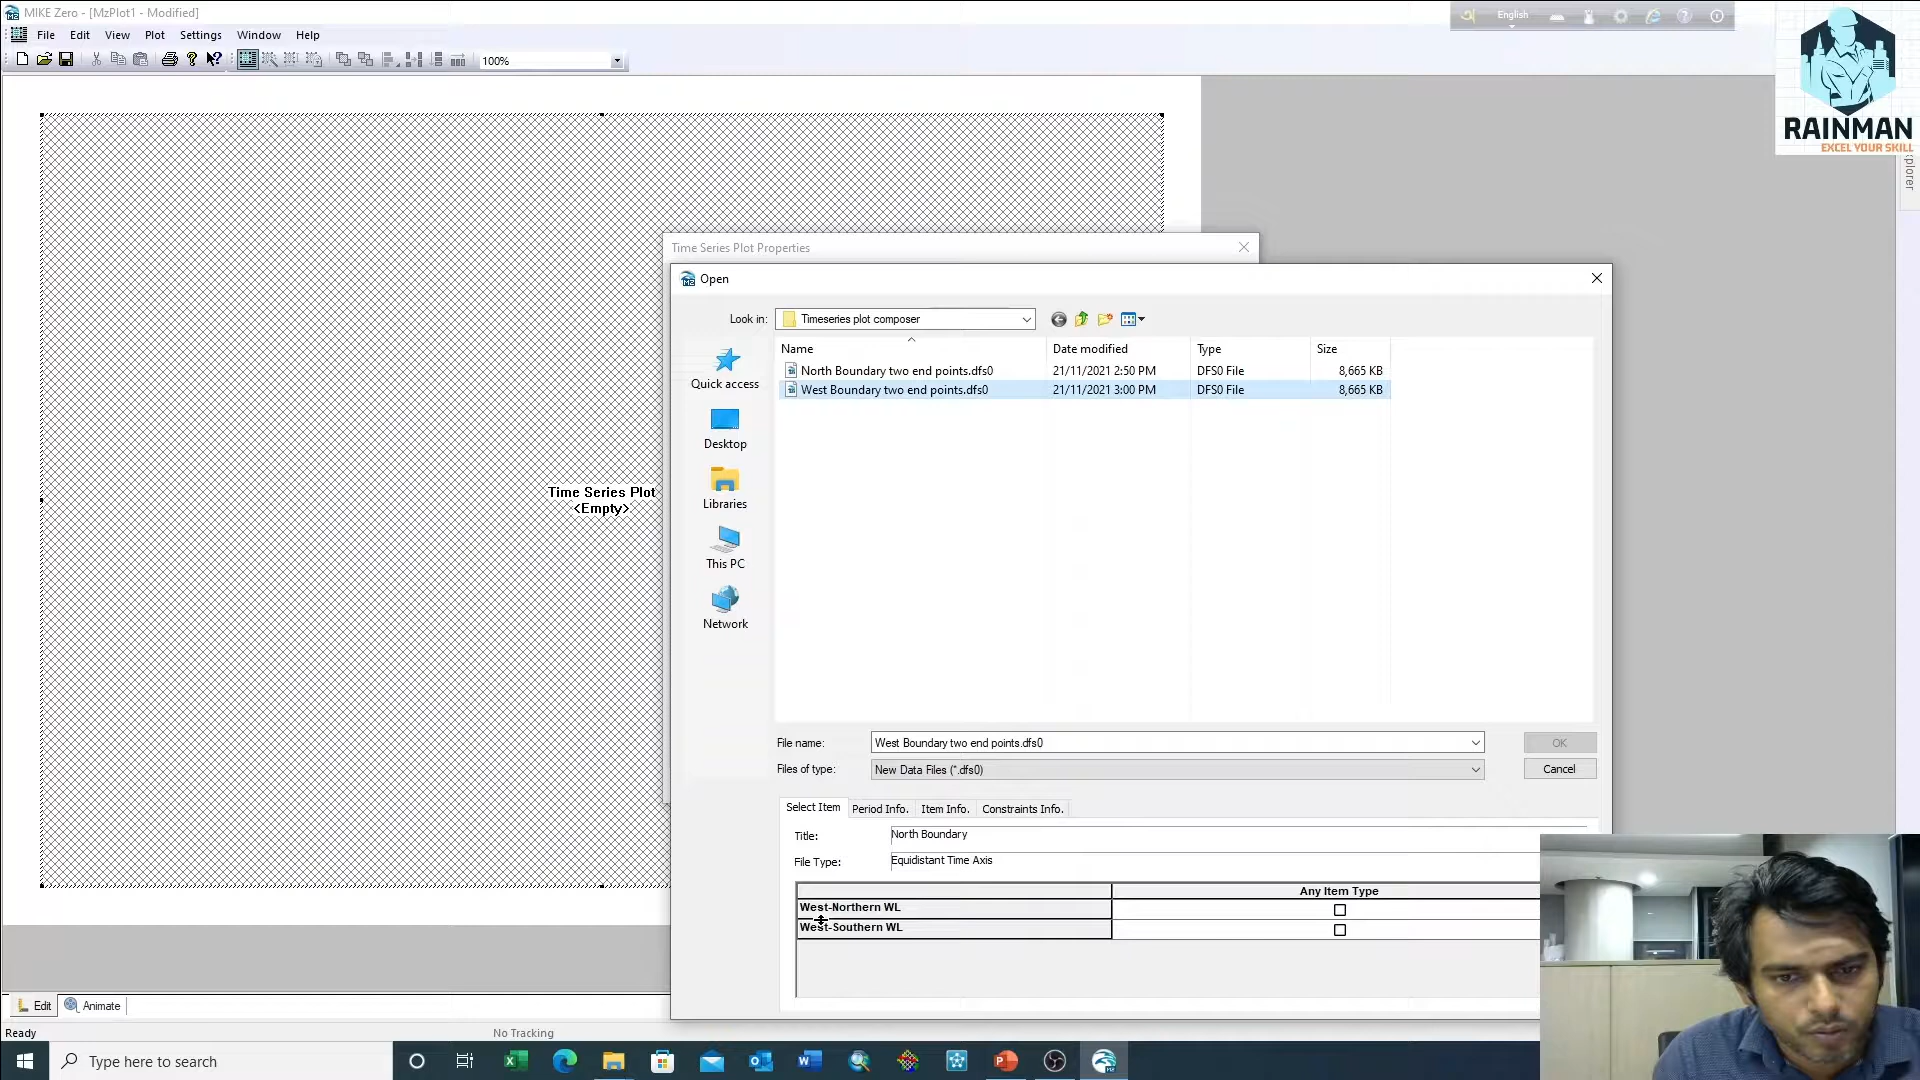 MIKE Zero - [MzPlot1 - Modified]
English
File Edit View Plot Settings Window Help
100%
RAINMAN
EXCEL YOUR SKILL
plorer
Time Series Plot Properties
Open
Look in: Timeseries plot composer
Name Date modified Type Size
North Boundary two end points.dfs0 21/11/2021 2:50 PM DFS0 File 8,665 KB
West Boundary two end points.dfs0 21/11/2021 3:00 PM DFS0 File 8,665 KB
Quick access
Desktop
Libraries
This PC
Network
Time Series Plot
<Empty>
File name: West Boundary two end points.dfs0 OK
Files of type: New Data Files (*.dfs0) Cancel
Select Item Period Info. Item Info. Constraints Info.
Title: North Boundary
File Type: Equidistant Time Axis
Any Item Type
West-Northern WL
West-Southern WL
Edit Animate
Ready No Tracking
Type here to search